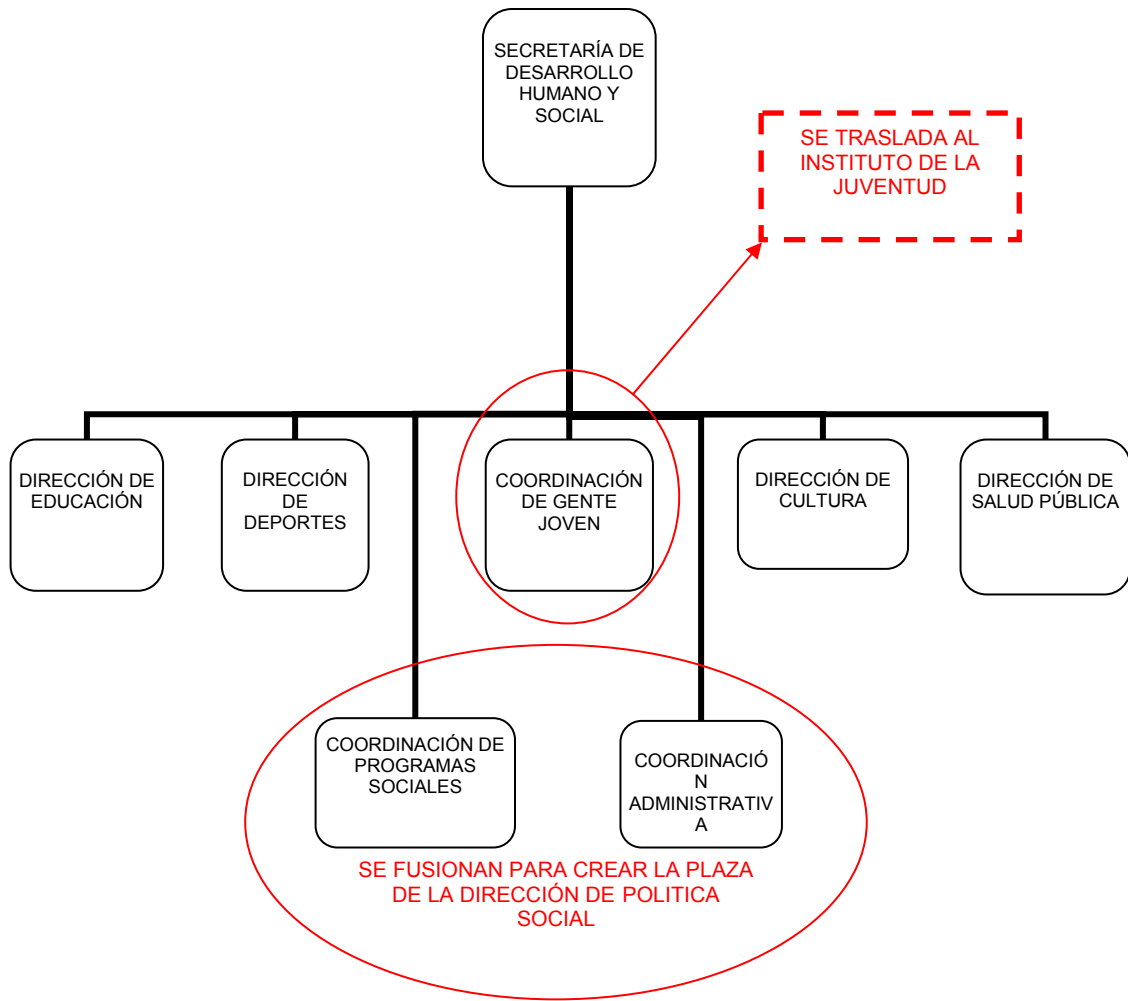 SECRETARÍA DE
DESARROLLO
HUMANO Y
SOCIAL
SE TRASLADA AL
INSTITUTO DE LA
JUVENTUD
DIRECCIÓN DE
EDUCACIÓN
DIRECCIÓN
DE
DEPORTES
COORDINACIÓN
DE GENTE
JOVEN
DIRECCIÓN DE
CULTURA
DIRECCIÓN DE
SALUD PÚBLICA
COORDINACIÓN DE
PROGRAMAS
SOCIALES
COORDINACIÓ
N
ADMINISTRATIV
A
SE FUSIONAN PARA CREAR LA PLAZA
DE LA DIRECCIÓN DE POLITICA
SOCIAL